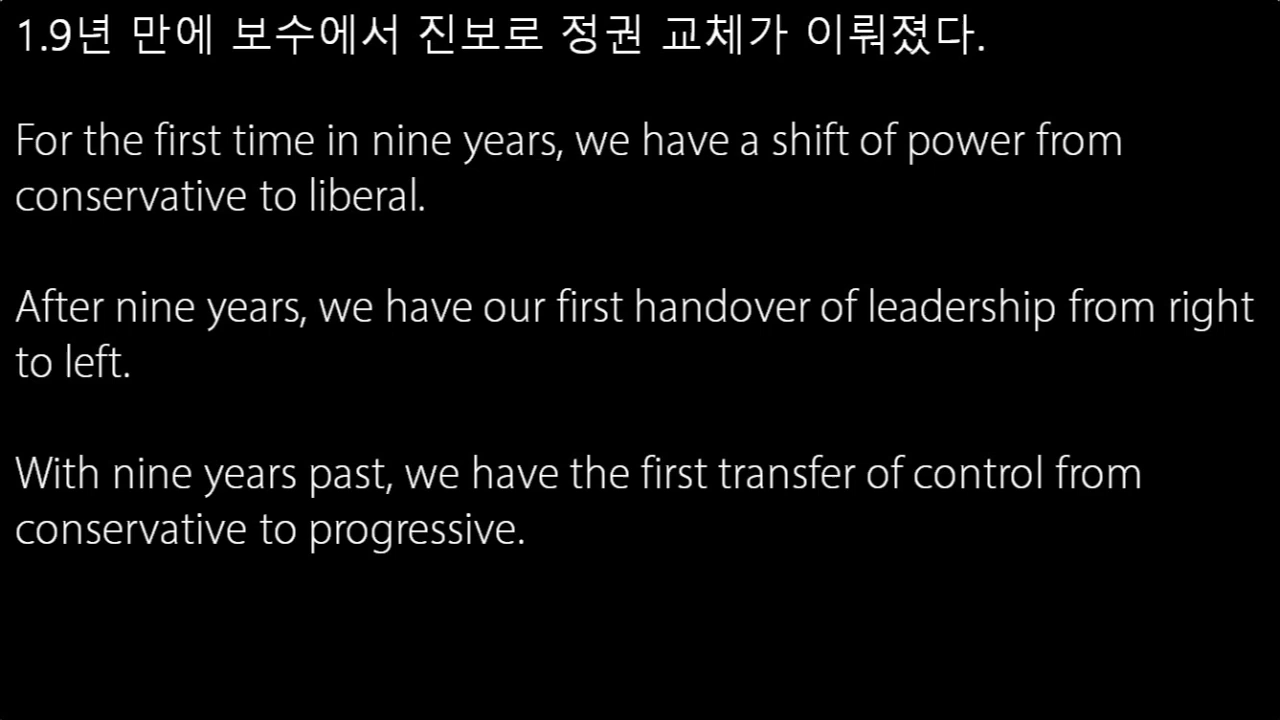 1.9년 만에 보수에서 진보로 정권 교체가 이뤄졌다.
For the first time in nine years, we have a shift of power from
conservative to liberal.
After nine years, we have our first handover of leadership from right
to left.
With nine years past, we have the first transfer of control from
conservative to progressive.